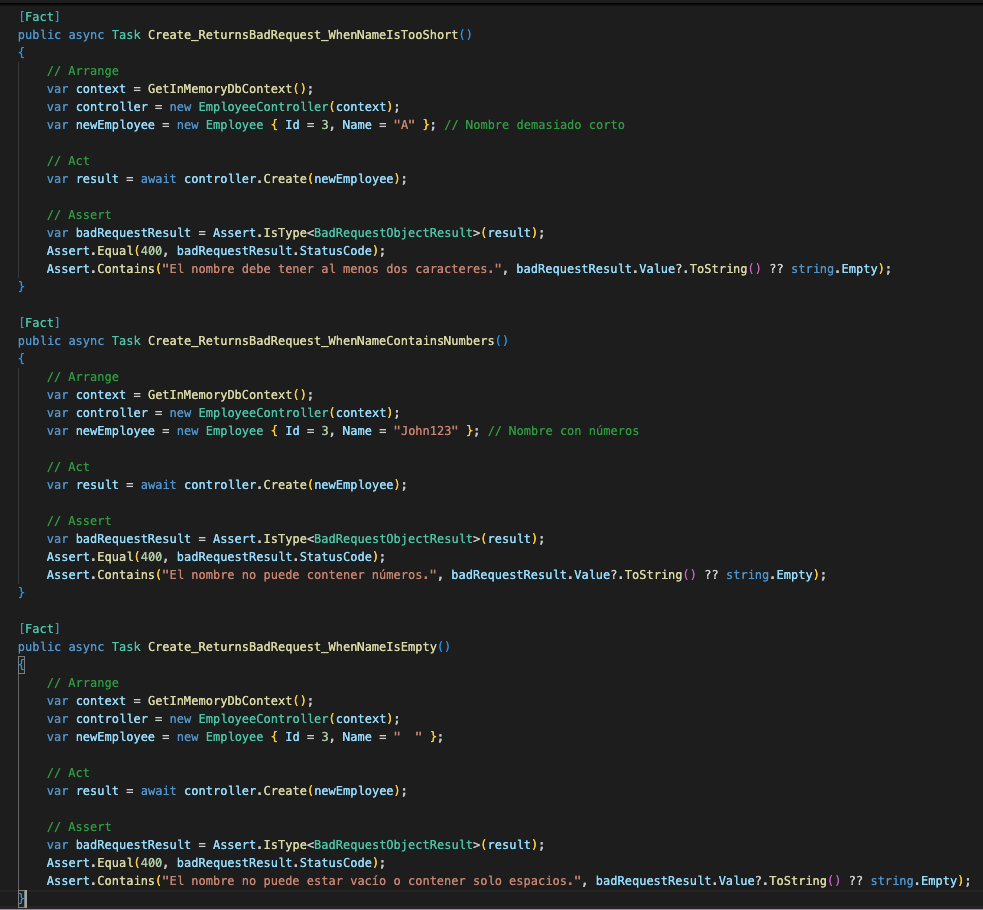 [Fact]
public async Task Create_ReturnsBadRequest_WhenNameIsTooShort()
{
    // Arrange
    var context = GetInMemoryDbContext();
    var controller = new EmployeeController(context);
    var newEmployee = new Employee { Id = 3, Name = "A" }; // Nombre demasiado corto

    // Act
    var result = await controller.Create(newEmployee);

    // Assert
    var badRequestResult = Assert.IsType<BadRequestObjectResult>(result);
    Assert.Equal(400, badRequestResult.StatusCode);
    Assert.Contains("El nombre debe tener al menos dos caracteres.", badRequestResult.Value?.ToString() ?? string.Empty);
}

[Fact]
public async Task Create_ReturnsBadRequest_WhenNameContainsNumbers()
{
    // Arrange
    var context = GetInMemoryDbContext();
    var controller = new EmployeeController(context);
    var newEmployee = new Employee { Id = 3, Name = "John123" }; // Nombre con números

    // Act
    var result = await controller.Create(newEmployee);

    // Assert
    var badRequestResult = Assert.IsType<BadRequestObjectResult>(result);
    Assert.Equal(400, badRequestResult.StatusCode);
    Assert.Contains("El nombre no puede contener números.", badRequestResult.Value?.ToString() ?? string.Empty);
}

[Fact]
public async Task Create_ReturnsBadRequest_WhenNameIsEmpty()
{
    // Arrange
    var context = GetInMemoryDbContext();
    var controller = new EmployeeController(context);
    var newEmployee = new Employee { Id = 3, Name = "  " };

    // Act
    var result = await controller.Create(newEmployee);

    // Assert
    var badRequestResult = Assert.IsType<BadRequestObjectResult>(result);
    Assert.Equal(400, badRequestResult.StatusCode);
    Assert.Contains("El nombre no puede estar vacío o contener solo espacios.", badRequestResult.Value?.ToString() ?? string.Empty);
}